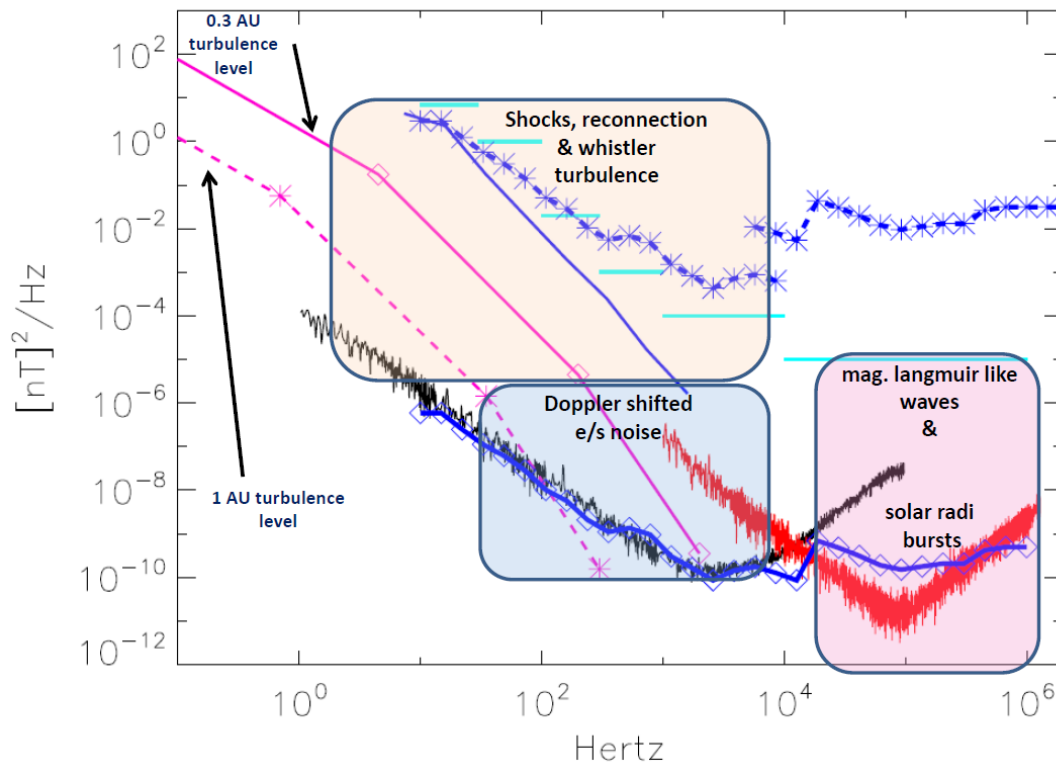 0.3 AU
turbulence
level
10^2
10^0
10^-2
10^-4
10^-6
10^-8
10^-10
10^-12
[nT]^2/Hz
Shocks, reconnection
& whistler
turbulence
Doppler shifted
e/s noise
mag. langmuir like
waves
&
solar radi
bursts
1 AU turbulence
level
10^0
10^2
10^4
10^6
Hertz